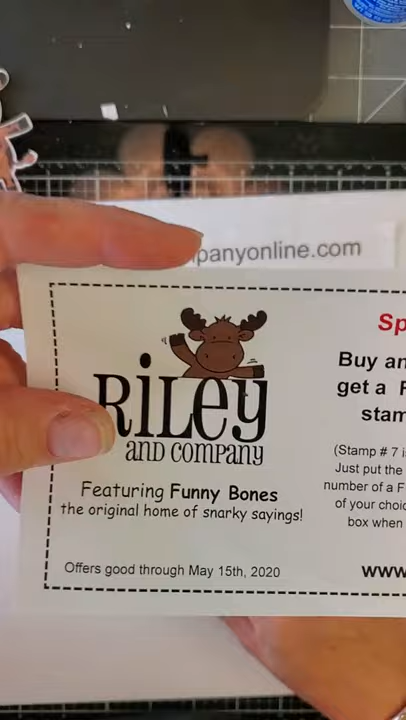 panyonline.com
RiLEy
AND COMPANY
Featuring Funny Bones
the original home of snarky sayings!
Offers good through May 15th, 2020
Sp
Buy an
get a F
stam
(Stamp # 7 i
Just put the
number of a F
of your choic
box when
www